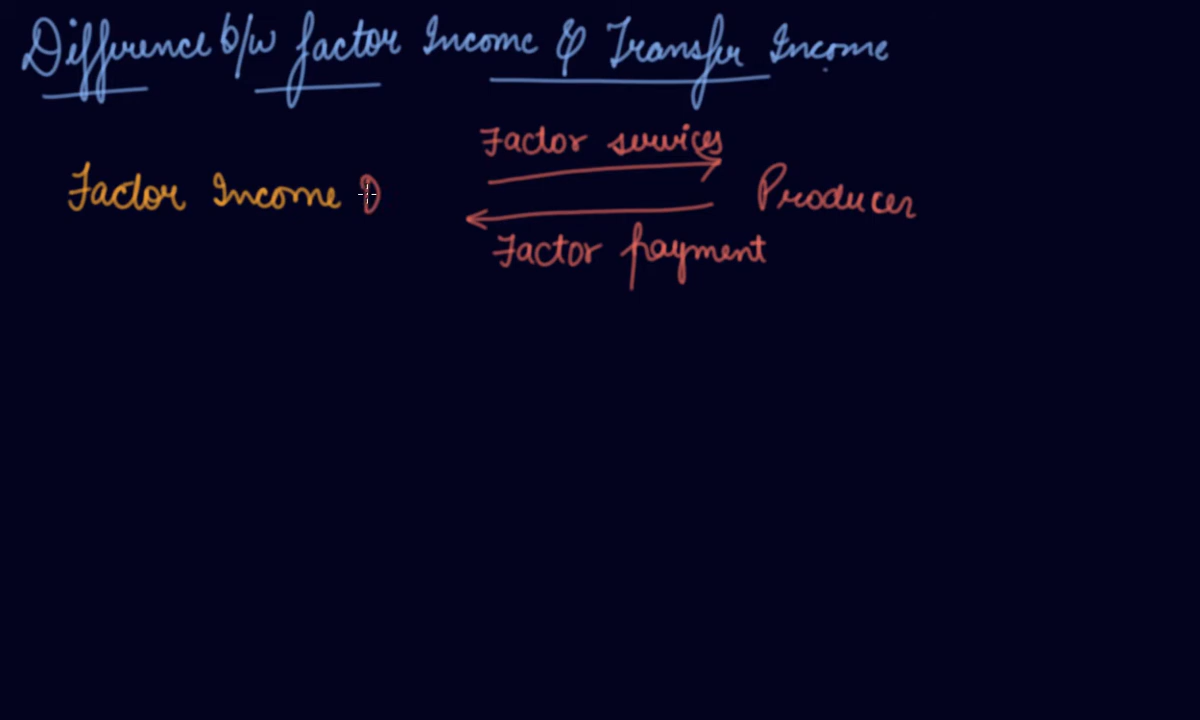 Difference b/w factor Income & Transfer Income
Factor services
Factor Income
Producer
Factor payment